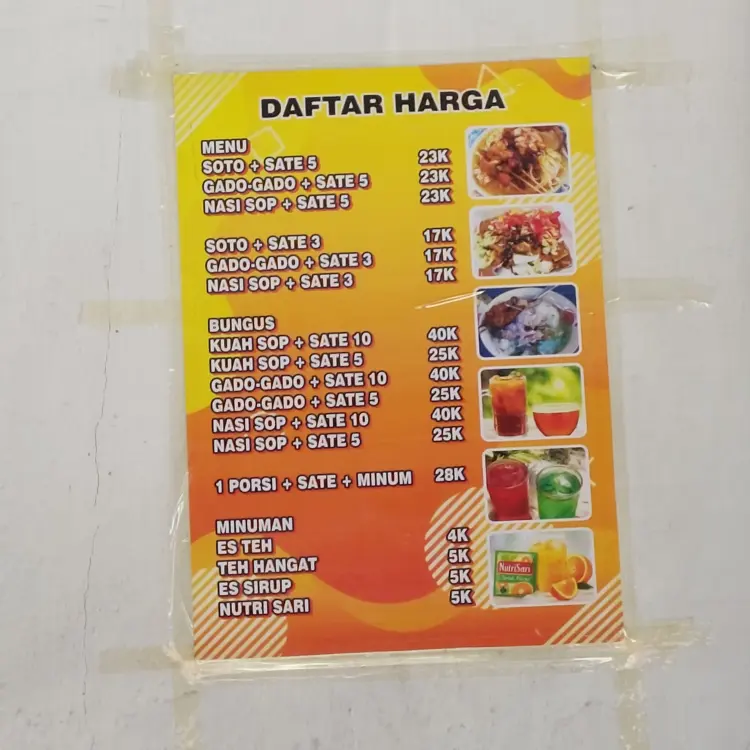 DAFTAR HARGA
MENU
SOTO + SATE 5 23K
GADO-GADO + SATE 5 23K
NASI SOP + SATE 5 23K
SOTO + SATE 3 17K
GADO-GADO + SATE 3 17K
NASI SOP + SATE 3 17K
BUNGUS
KUAH SOP + SATE 10 40K
KUAH SOP + SATE 5 25K
GADO-GADO + SATE 10 40K
GADO-GADO + SATE 5 25K
NASI SOP + SATE 10 40K
NASI SOP + SATE 5 25K
1 PORSI + SATE + MINUM 28K
MINUMAN
ES TEH 4K
TEH HANGAT 5K
ES SIRUP 5K
NUTRI SARI 5K
NutriSari